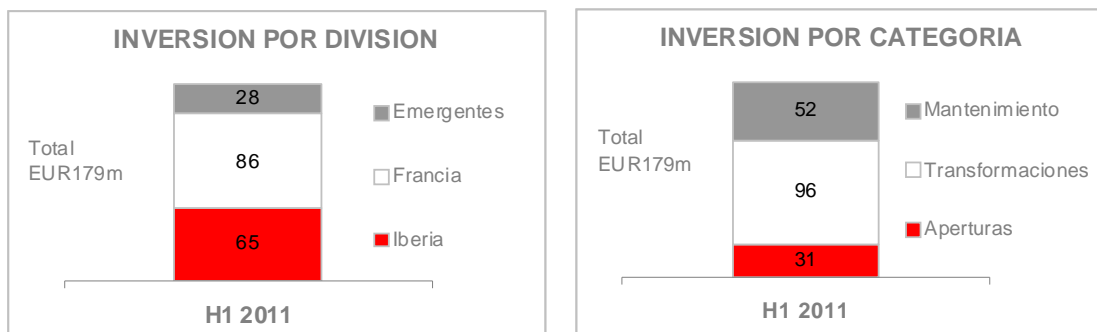 INVERSION POR DIVISION
28
Emergentes
Total
EUR179m
86
Francia
65
Iberia
H1 2011
INVERSION POR CATEGORIA
52
Mantenimiento
Total
EUR179m
96
Transformaciones
31
Aperturas
H1 2011